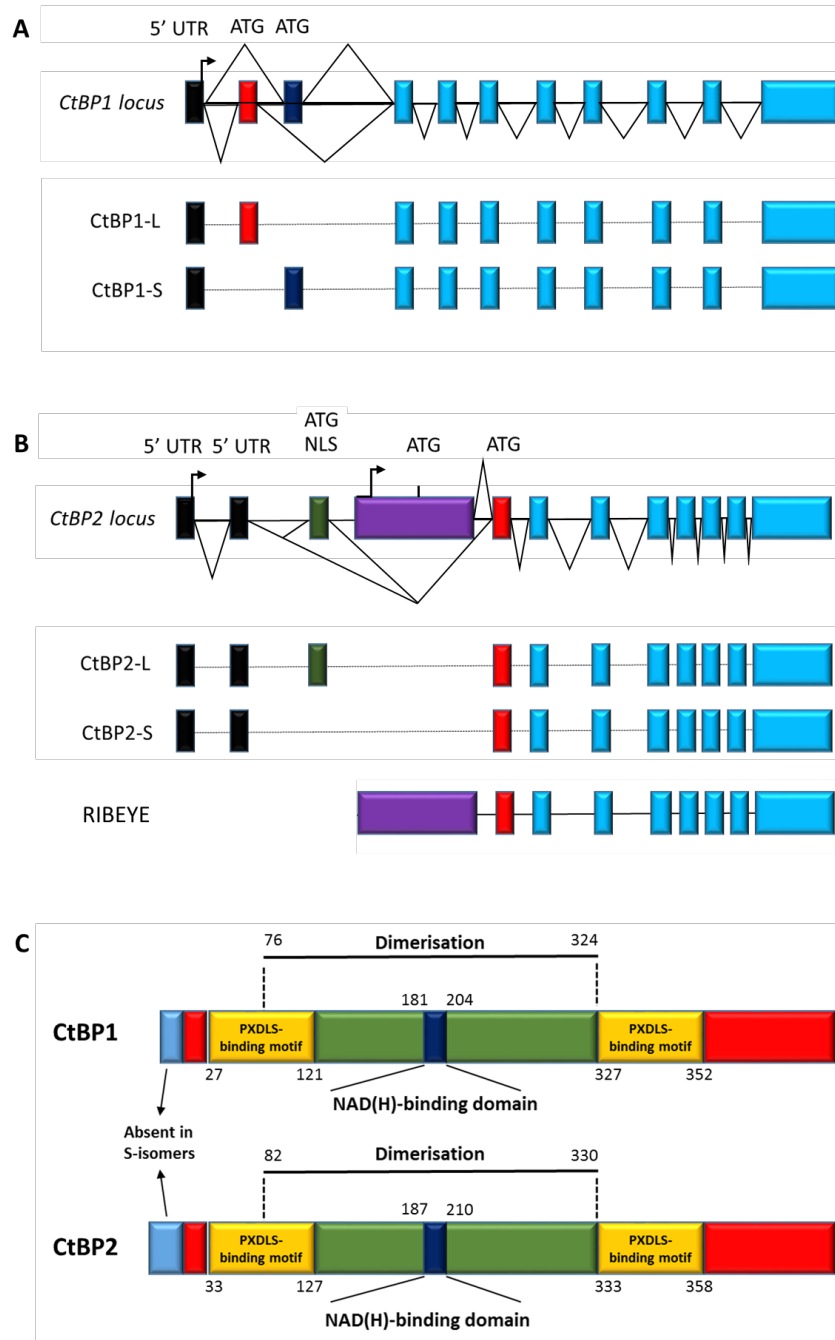 A
5’ UTR ATG ATG
CtBP1 locus
CtBP1-L
CtBP1-S
B
ATG
NLS
5’ UTR 5’ UTR ATG ATG
CtBP2 locus
CtBP2-L
CtBP2-S
RIBEYE
C
76 Dimerisation 324
181 204
CtBP1
PXDLS-
binding motif
PXDLS-
binding motif
27 121 327 352
NAD(H)-binding domain
Absent in
S-isomers
82 Dimerisation 330
187 210
CtBP2
PXDLS-
binding motif
PXDLS-
binding motif
33 127 333 358
NAD(H)-binding domain